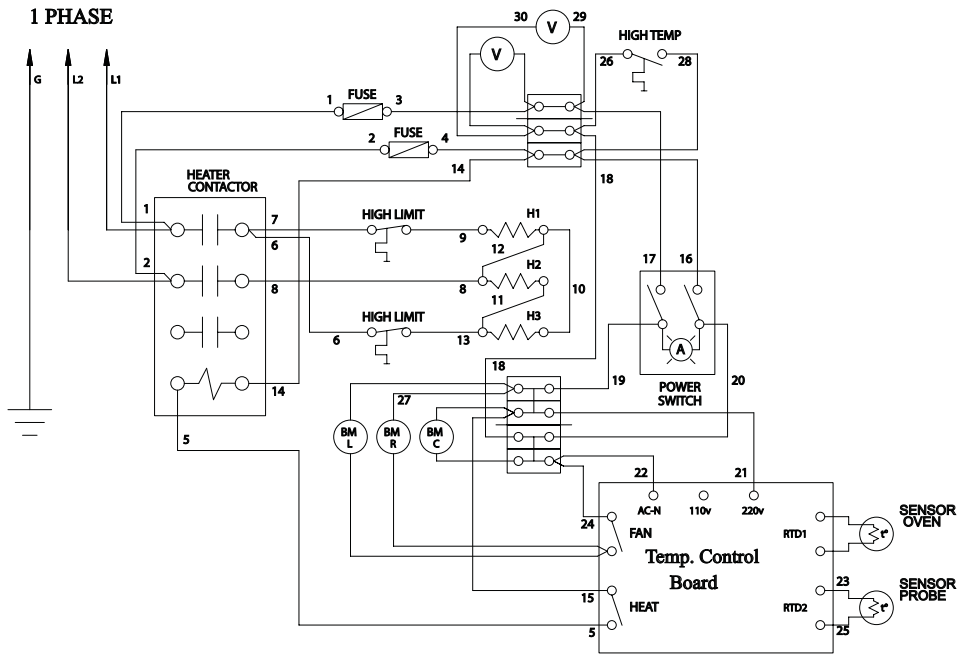 1 PHASE
30
V
29
V
HIGH TEMP
26
28
G
L2
L1
FUSE
1
3
FUSE
2
4
14
18
HEATER
CONTACTOR
1
7
6
HIGH LIMIT
9
H1
12
2
8
8
H2
11
10
17
16
HIGH LIMIT
6
13
H3
A
18
19
20
POWER
SWITCH
14
27
5
BM
L
BM
R
BM
C
22
21
AC-N
110v
220v
24
FAN
RTD1
t°
SENSOR
OVEN
Temp. Control
Board
15
HEAT
5
RTD2
23
25
t°
SENSOR
PROBE